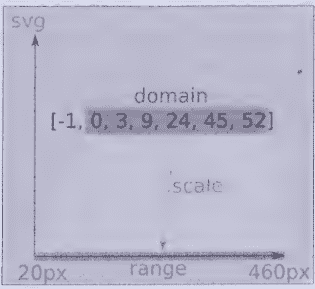 svg
domain
[-1, 0, 3, 9, 24, 45, 52]
scale
20px range 460px